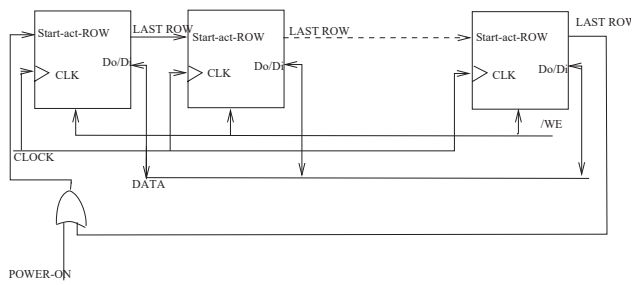 LAST ROW
LAST ROW
LAST ROW
Start-act-ROW
Start-act-ROW
Start-act-ROW
Do/Di
Do/Di
Do/Di
CLK
CLK
CLK
/WE
CLOCK
DATA
POWER-ON